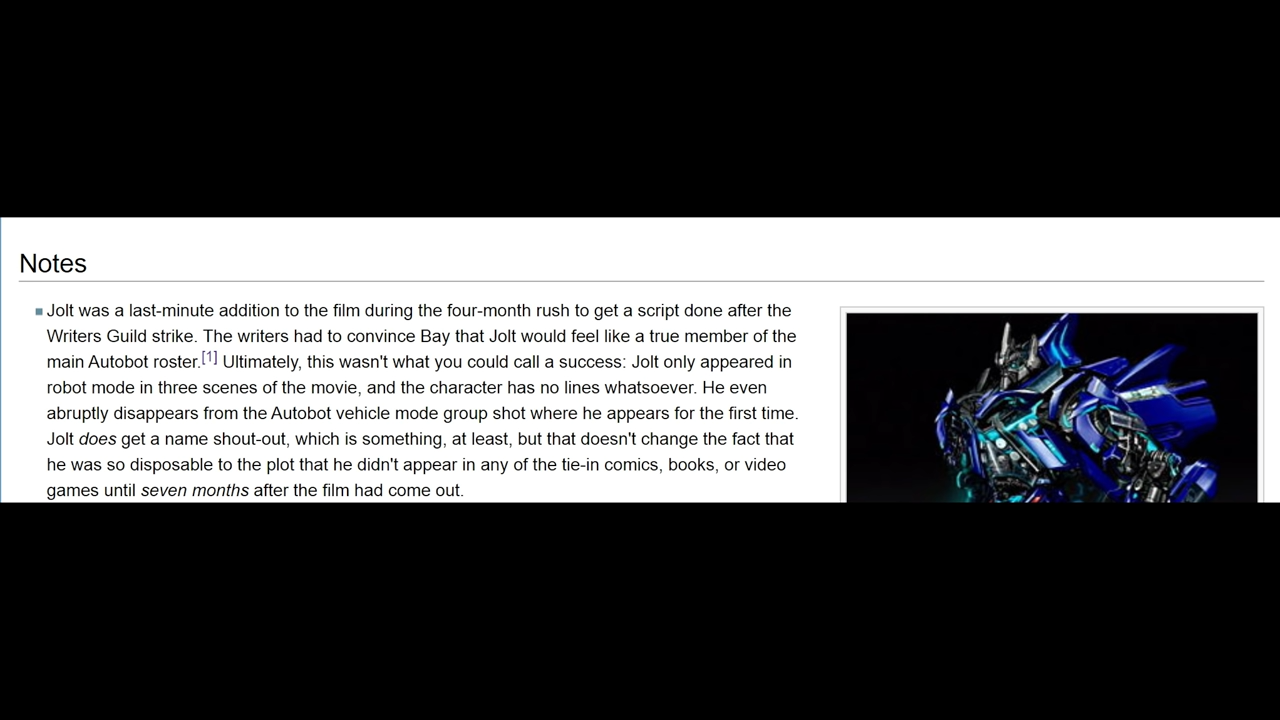 Notes
Jolt was a last-minute addition to the film during the four-month rush to get a script done after the
Writers Guild strike. The writers had to convince Bay that Jolt would feel like a true member of the
main Autobot roster.[1] Ultimately, this wasn't what you could call a success: Jolt only appeared in
robot mode in three scenes of the movie, and the character has no lines whatsoever. He even
abruptly disappears from the Autobot vehicle mode group shot where he appears for the first time.
Jolt does get a name shout-out, which is something, at least, but that doesn't change the fact that
he was so disposable to the plot that he didn't appear in any of the tie-in comics, books, or video
games until seven months after the film had come out.